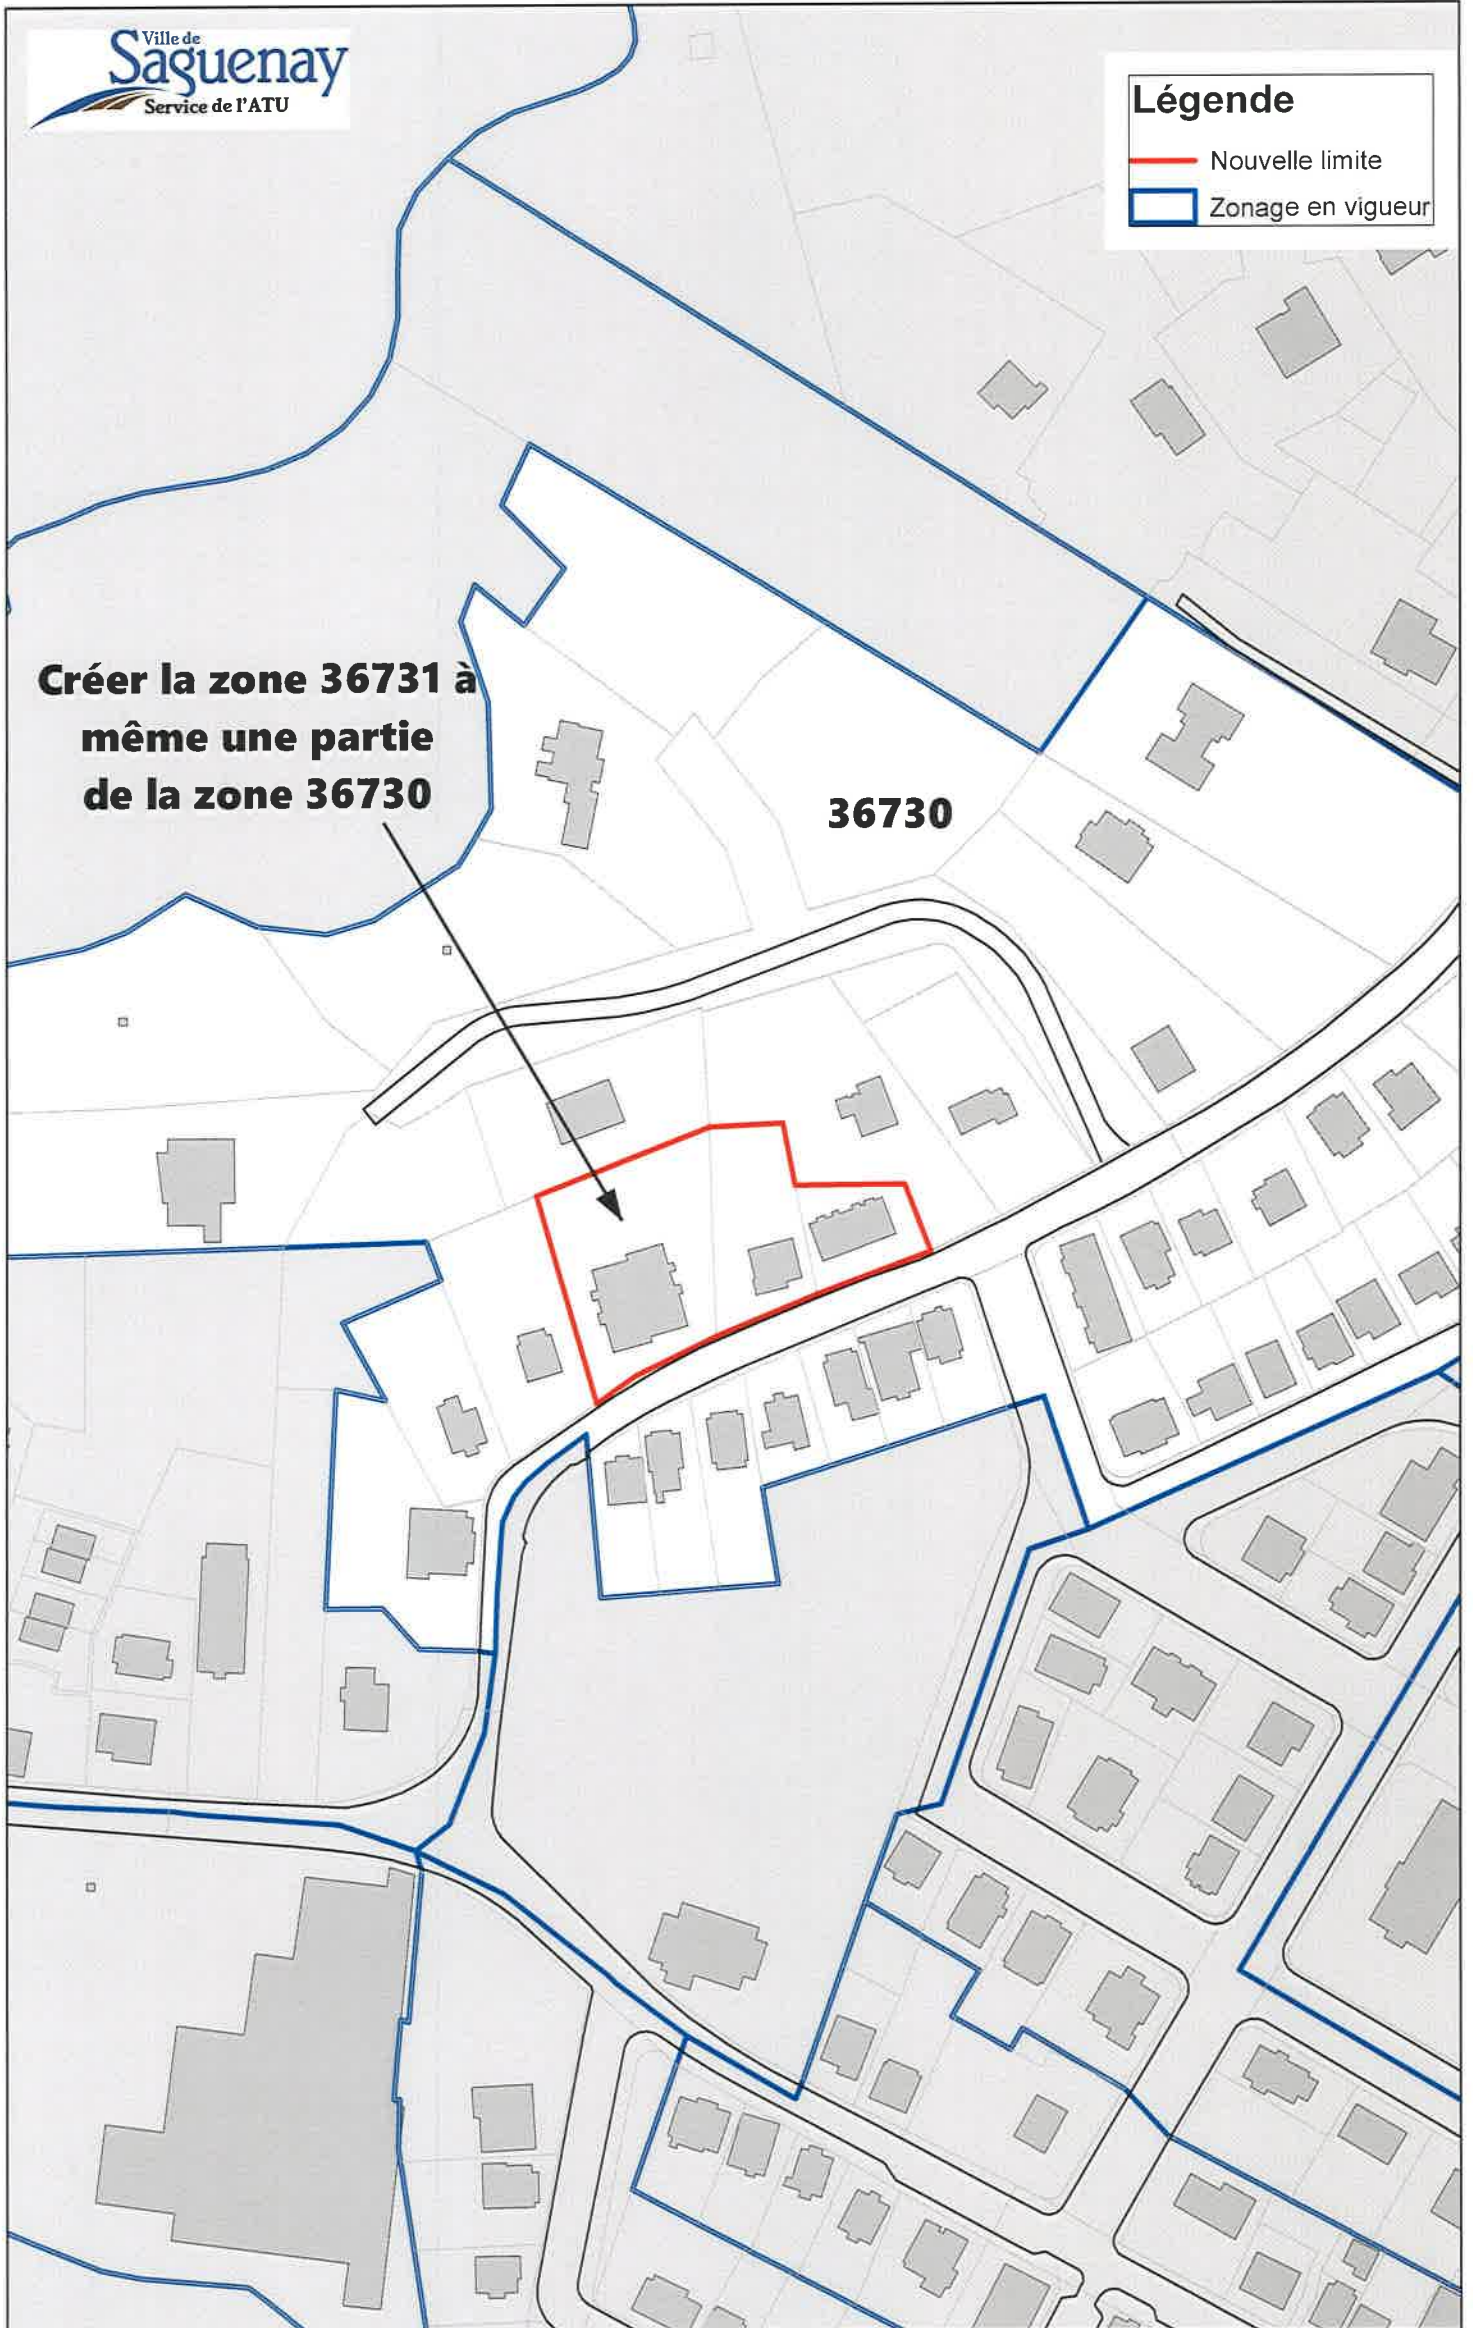 Ville de
Saguenay
Service de l'ATU
Légende
Nouvelle limite
Zonage en vigueur
Créer la zone 36731 à
même une partie
de la zone 36730
36730